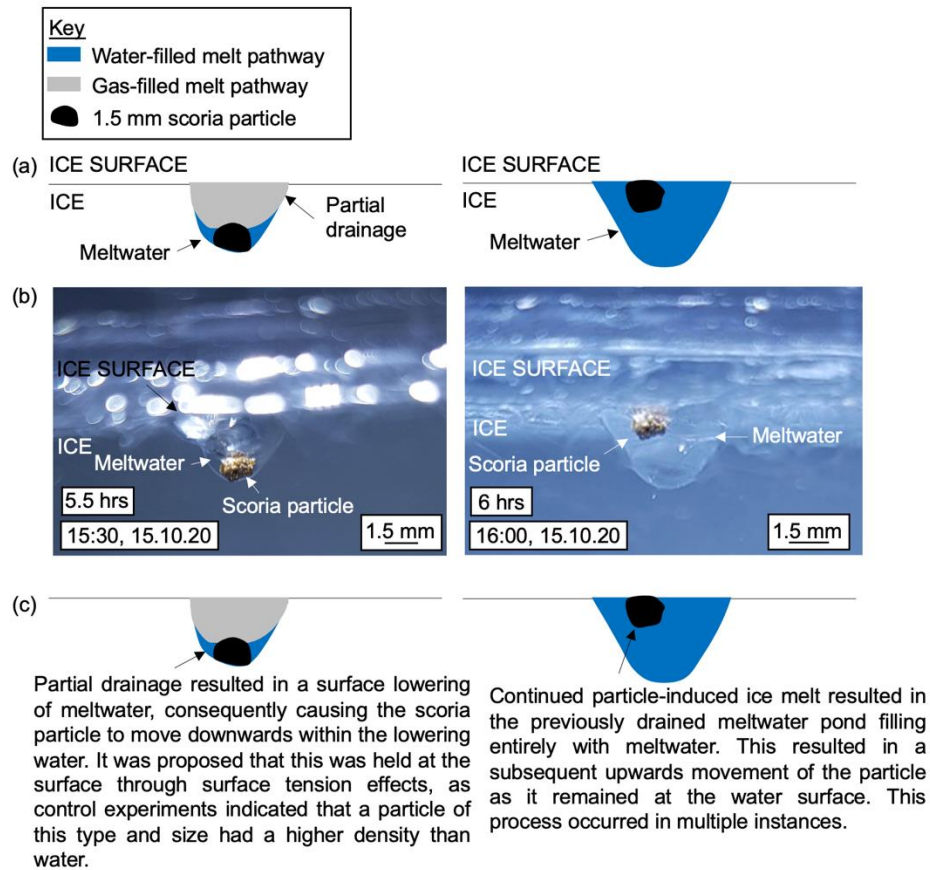 Key
Water-filled melt pathway
Gas-filled melt pathway
1.5 mm scoria particle
(a) ICE SURFACE
ICE
Meltwater
Partial
drainage
ICE SURFACE
ICE
Meltwater
(b)
ICE SURFACE
ICE
Meltwater
Scoria particle
5.5 hrs
15:30, 15.10.20
1.5 mm
ICE SURFACE
ICE
Meltwater
Scoria particle
6 hrs
16:00, 15.10.20
1.5 mm
(c)
Partial drainage resulted in a surface lowering
of meltwater, consequently causing the scoria
particle to move downwards within the lowering
water. It was proposed that this was held at the
surface through surface tension effects, as
control experiments indicated that a particle of
this type and size had a higher density than
water.
Continued particle-induced ice melt resulted in
the previously drained meltwater pond filling
entirely with meltwater. This resulted in a
subsequent upwards movement of the particle
as it remained at the water surface. This
process occurred in multiple instances.